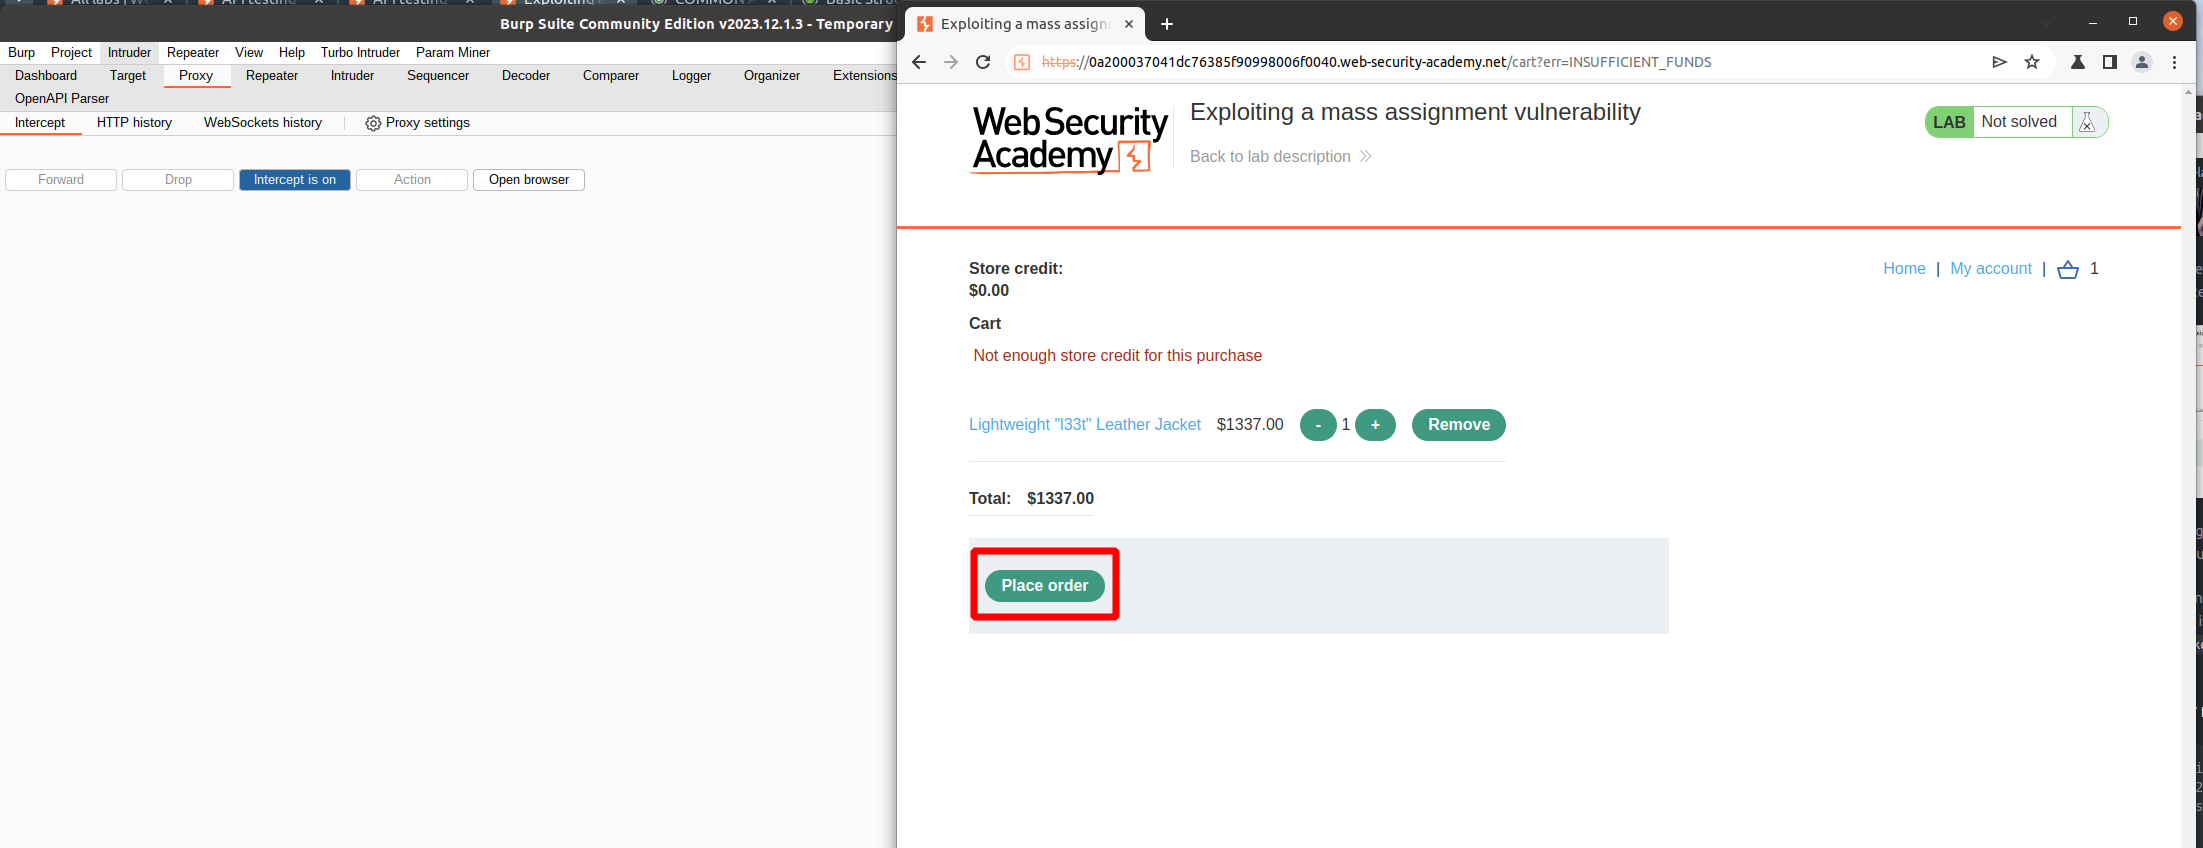 Burp Suite Community Edition v2023.12.1.3 - Temporary
Burp Project Intruder Repeater View Help Turbo Intruder Param Miner
Dashboard Target Proxy Repeater Intruder Sequencer Decoder Comparer Logger Organizer Extensions
OpenAPI Parser
Intercept HTTP history WebSockets history Proxy settings
Forward Drop Intercept is on Action Open browser
Exploiting a mass assign
https://0a200037041dc76385f90998006f0040.web-security-academy.net/cart?err=INSUFFICIENT_FUNDS
WebSecurity
Academy
Exploiting a mass assignment vulnerability
Back to lab description
LAB Not solved
Home | My account | 1
Store credit:
$0.00
Cart
Not enough store credit for this purchase
Lightweight "l33t" Leather Jacket $1337.00 - 1 + Remove
Total: $1337.00
Place order